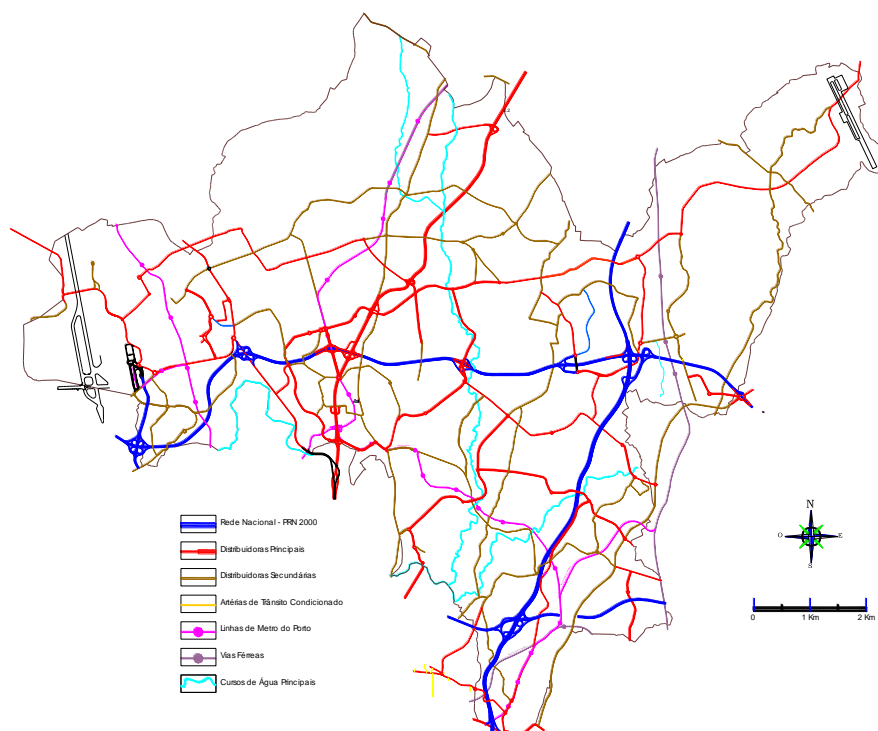 Rede Nacional - PRN 2000
Distribuidoras Principais
Distribuidoras Secundárias
Artérias de Trânsito Condicionado
Linhas de Metro do Porto
Vias Férreas
Cursos de Água Principais
N
O
E
S
0 1 Km 2 Km